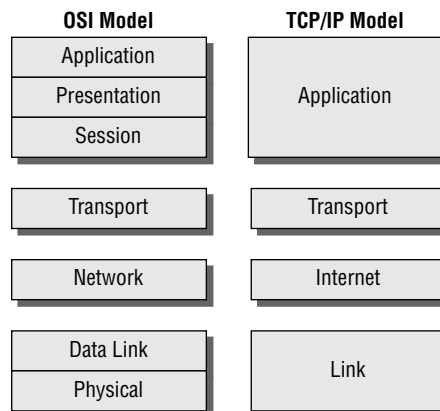 OSI Model
Application
Presentation
Session
Transport
Network
Data Link
Physical
TCP/IP Model
Application
Transport
Internet
Link